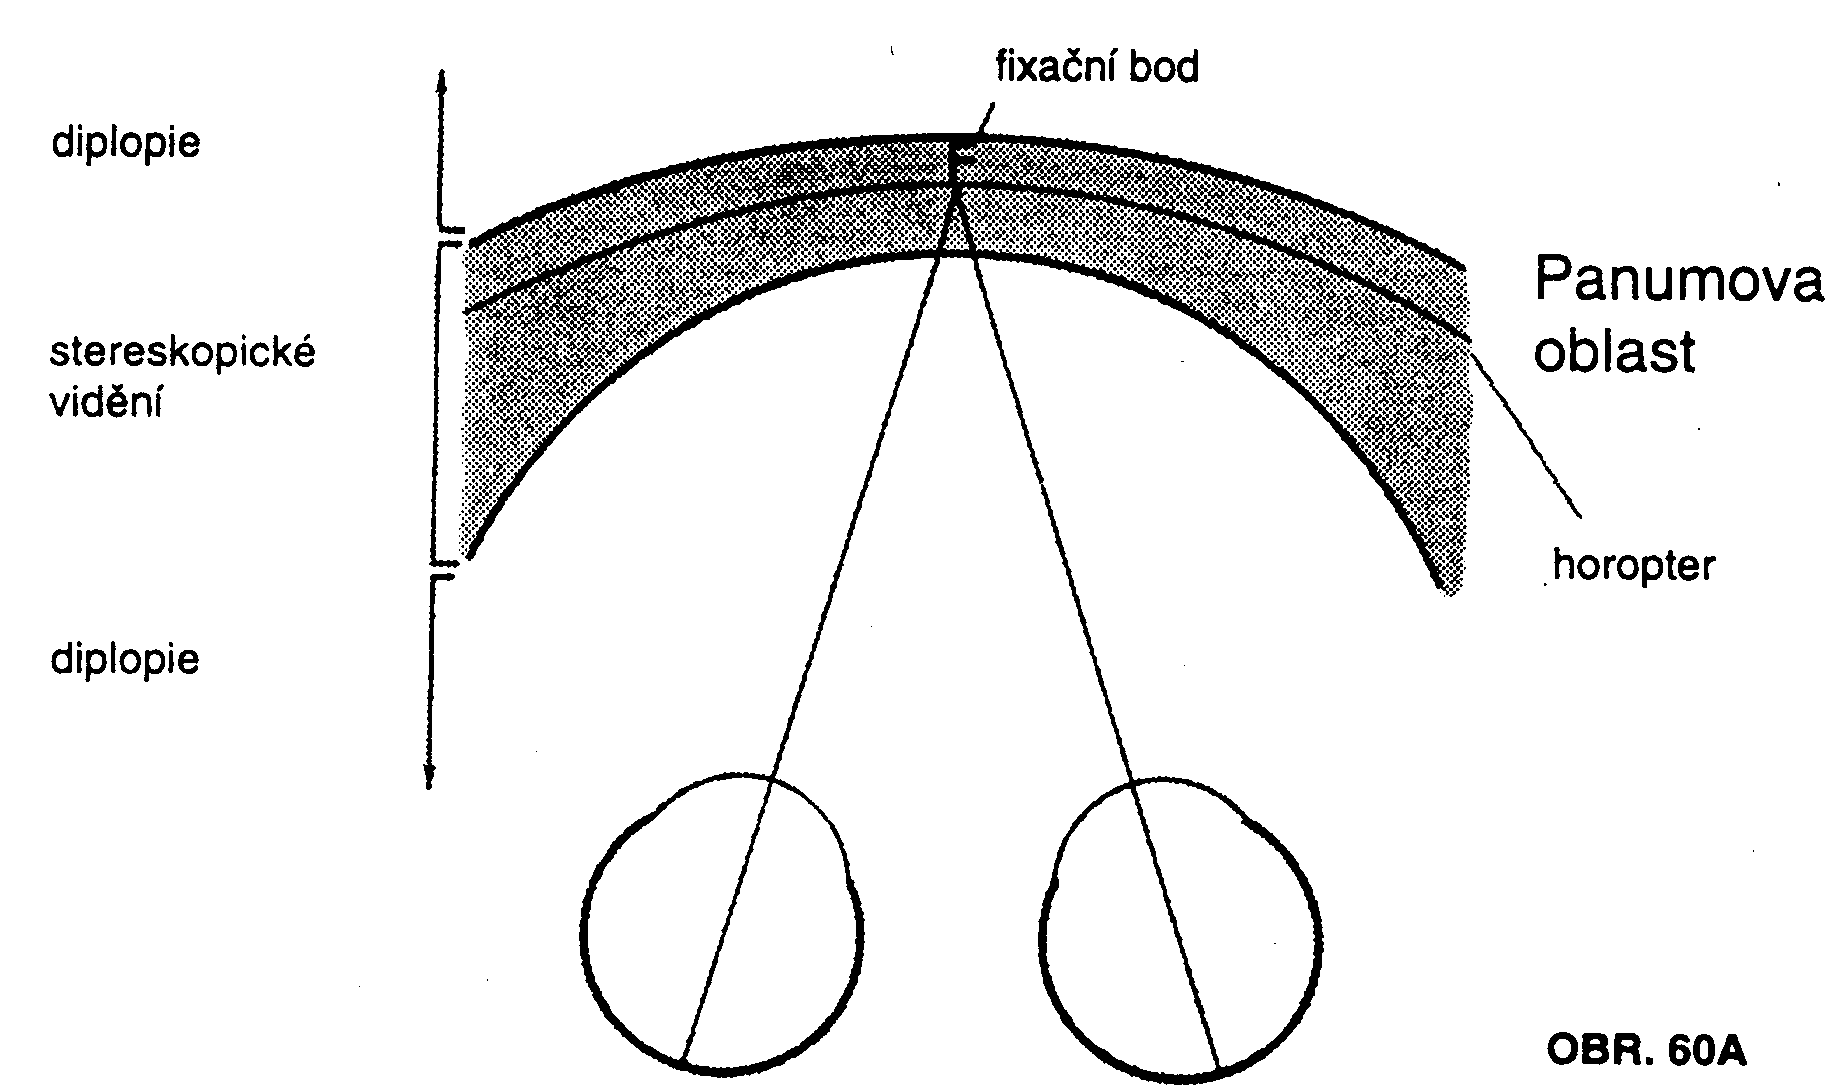 fixační bod
diplopie
Panumova
oblast
stereskopické
vidění
horopter
diplopie
OBR. 60A